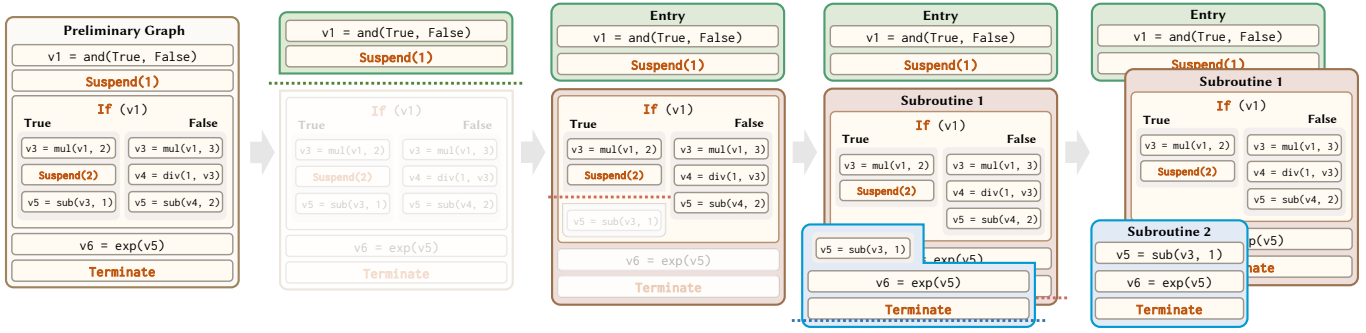 Preliminary Graph
v1 = and(True, False)
Suspend(1)
If (v1)
True False
v3 = mul(v1, 2) v3 = mul(v1, 3)
Suspend(2) v4 = div(1, v3)
v5 = sub(v3, 1) v5 = sub(v4, 2)
v6 = exp(v5)
Terminate
v1 = and(True, False)
Suspend(1)
If (v1)
True False
v3 = mul(v1, 2) v3 = mul(v1, 3)
Suspend(2) v4 = div(1, v3)
v5 = sub(v3, 1) v5 = sub(v4, 2)
v6 = exp(v5)
Terminate
Entry
v1 = and(True, False)
Suspend(1)
If (v1)
True False
v3 = mul(v1, 2) v3 = mul(v1, 3)
Suspend(2) v4 = div(1, v3)
v5 = sub(v3, 1) v5 = sub(v4, 2)
v6 = exp(v5)
Terminate
Entry
v1 = and(True, False)
Suspend(1)
Subroutine 1
If (v1)
True False
v3 = mul(v1, 2) v3 = mul(v1, 3)
Suspend(2) v4 = div(1, v3)
v5 = sub(v4, 2)
v5 = sub(v3, 1) = exp(v5)
v6 = exp(v5)
Terminate
Entry
v1 = and(True, False)
Suspend(1)
Subroutine 1
If (v1)
True False
v3 = mul(v1, 2) v3 = mul(v1, 3)
Suspend(2) v4 = div(1, v3)
v5 = sub(v4, 2)
xp(v5)
nate
Subroutine 2
v5 = sub(v3, 1)
v6 = exp(v5)
Terminate